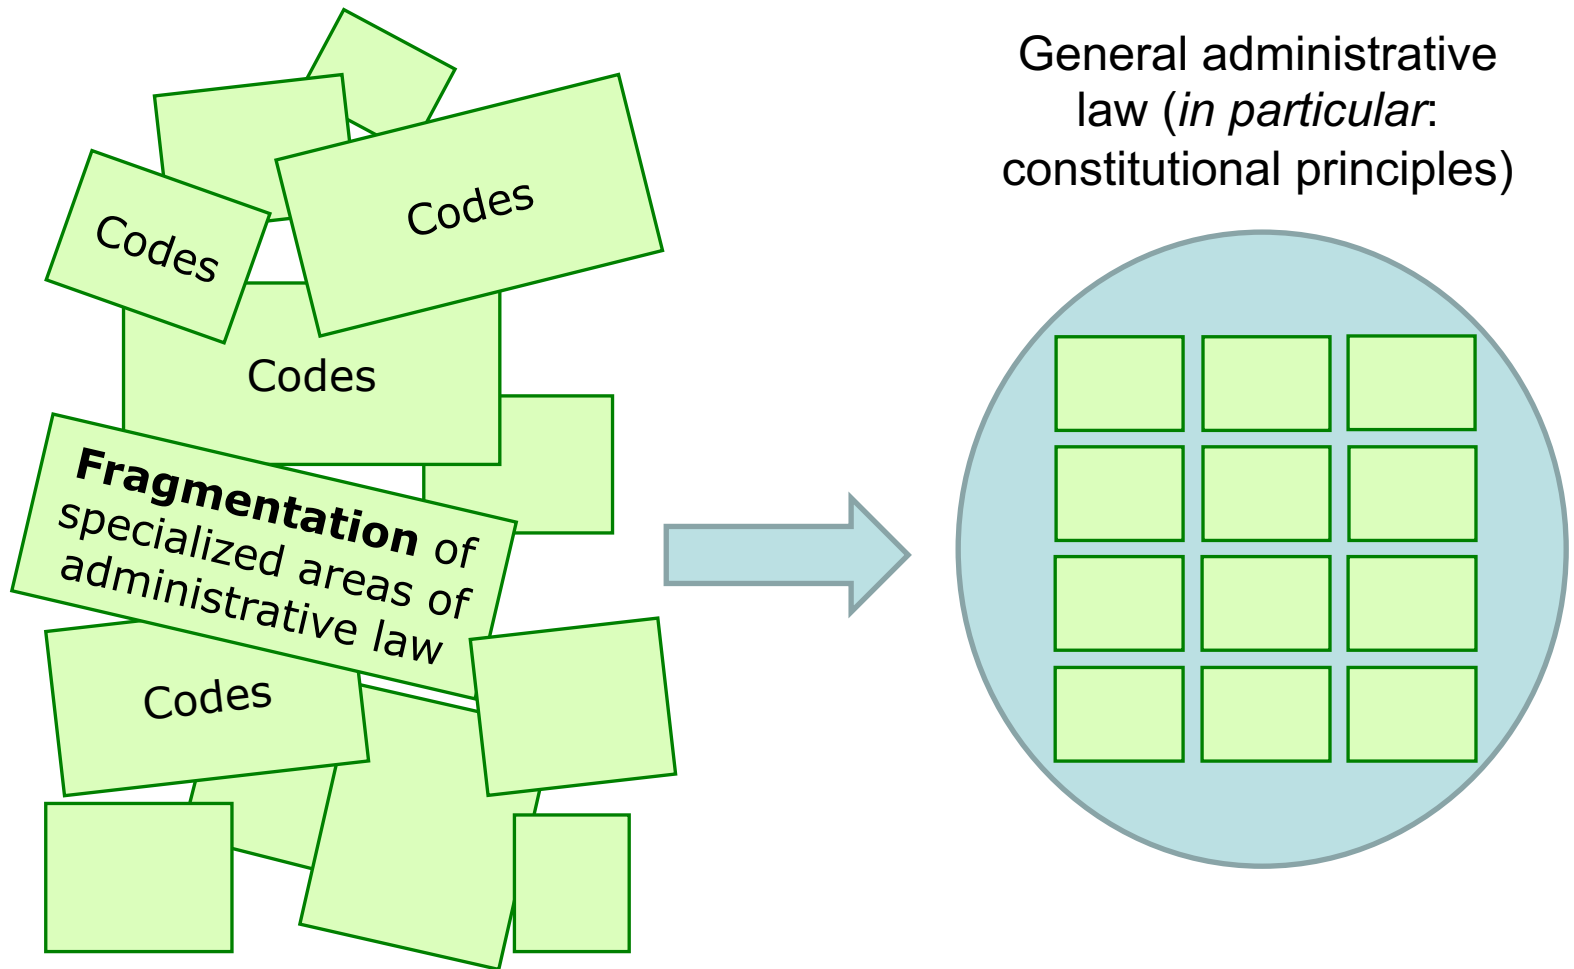 General administrative
law (in particular:
constitutional principles)
Codes
Codes
Codes
Fragmentation of
specialized areas of
administrative law
Codes